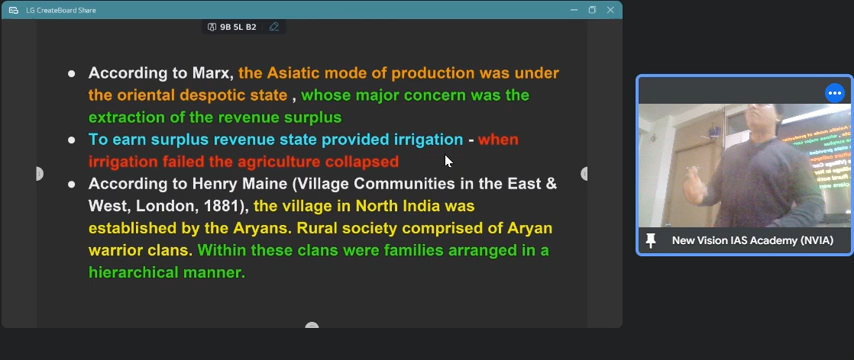 LG CreateBoard Share
9B 5L B2
According to Marx, the Asiatic mode of production was under
the oriental despotic state , whose major concern was the
extraction of the revenue surplus
To earn surplus revenue state provided irrigation - when
irrigation failed the agriculture collapsed
According to Henry Maine (Village Communities in the East &
West, London, 1881), the village in North India was
established by the Aryans. Rural society comprised of Aryan
warrior clans. Within these clans were families arranged in a
hierarchical manner.
New Vision IAS Academy (NVIA)